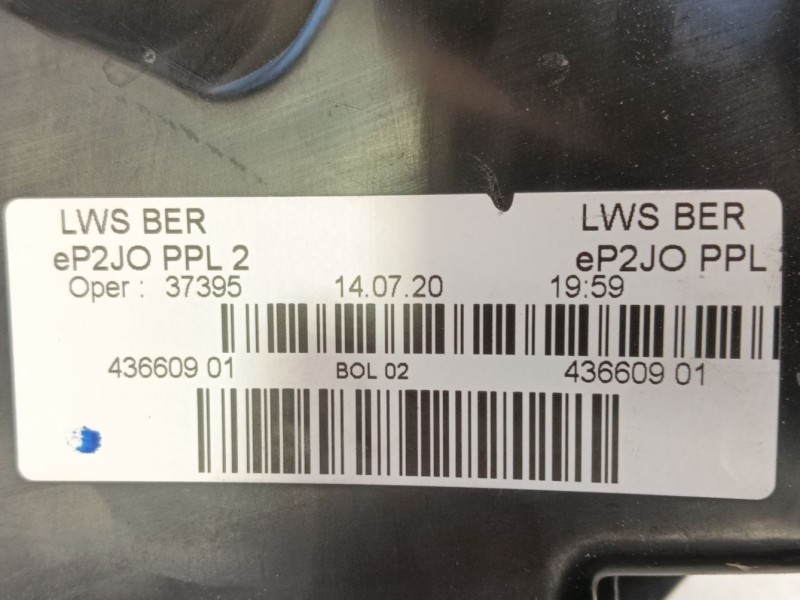 LWS BER LWS BER
eP2JO PPL 2 eP2JO PPL
Oper : 37395 14.07.20 19:59
436609 01 BOL 02 436609 01